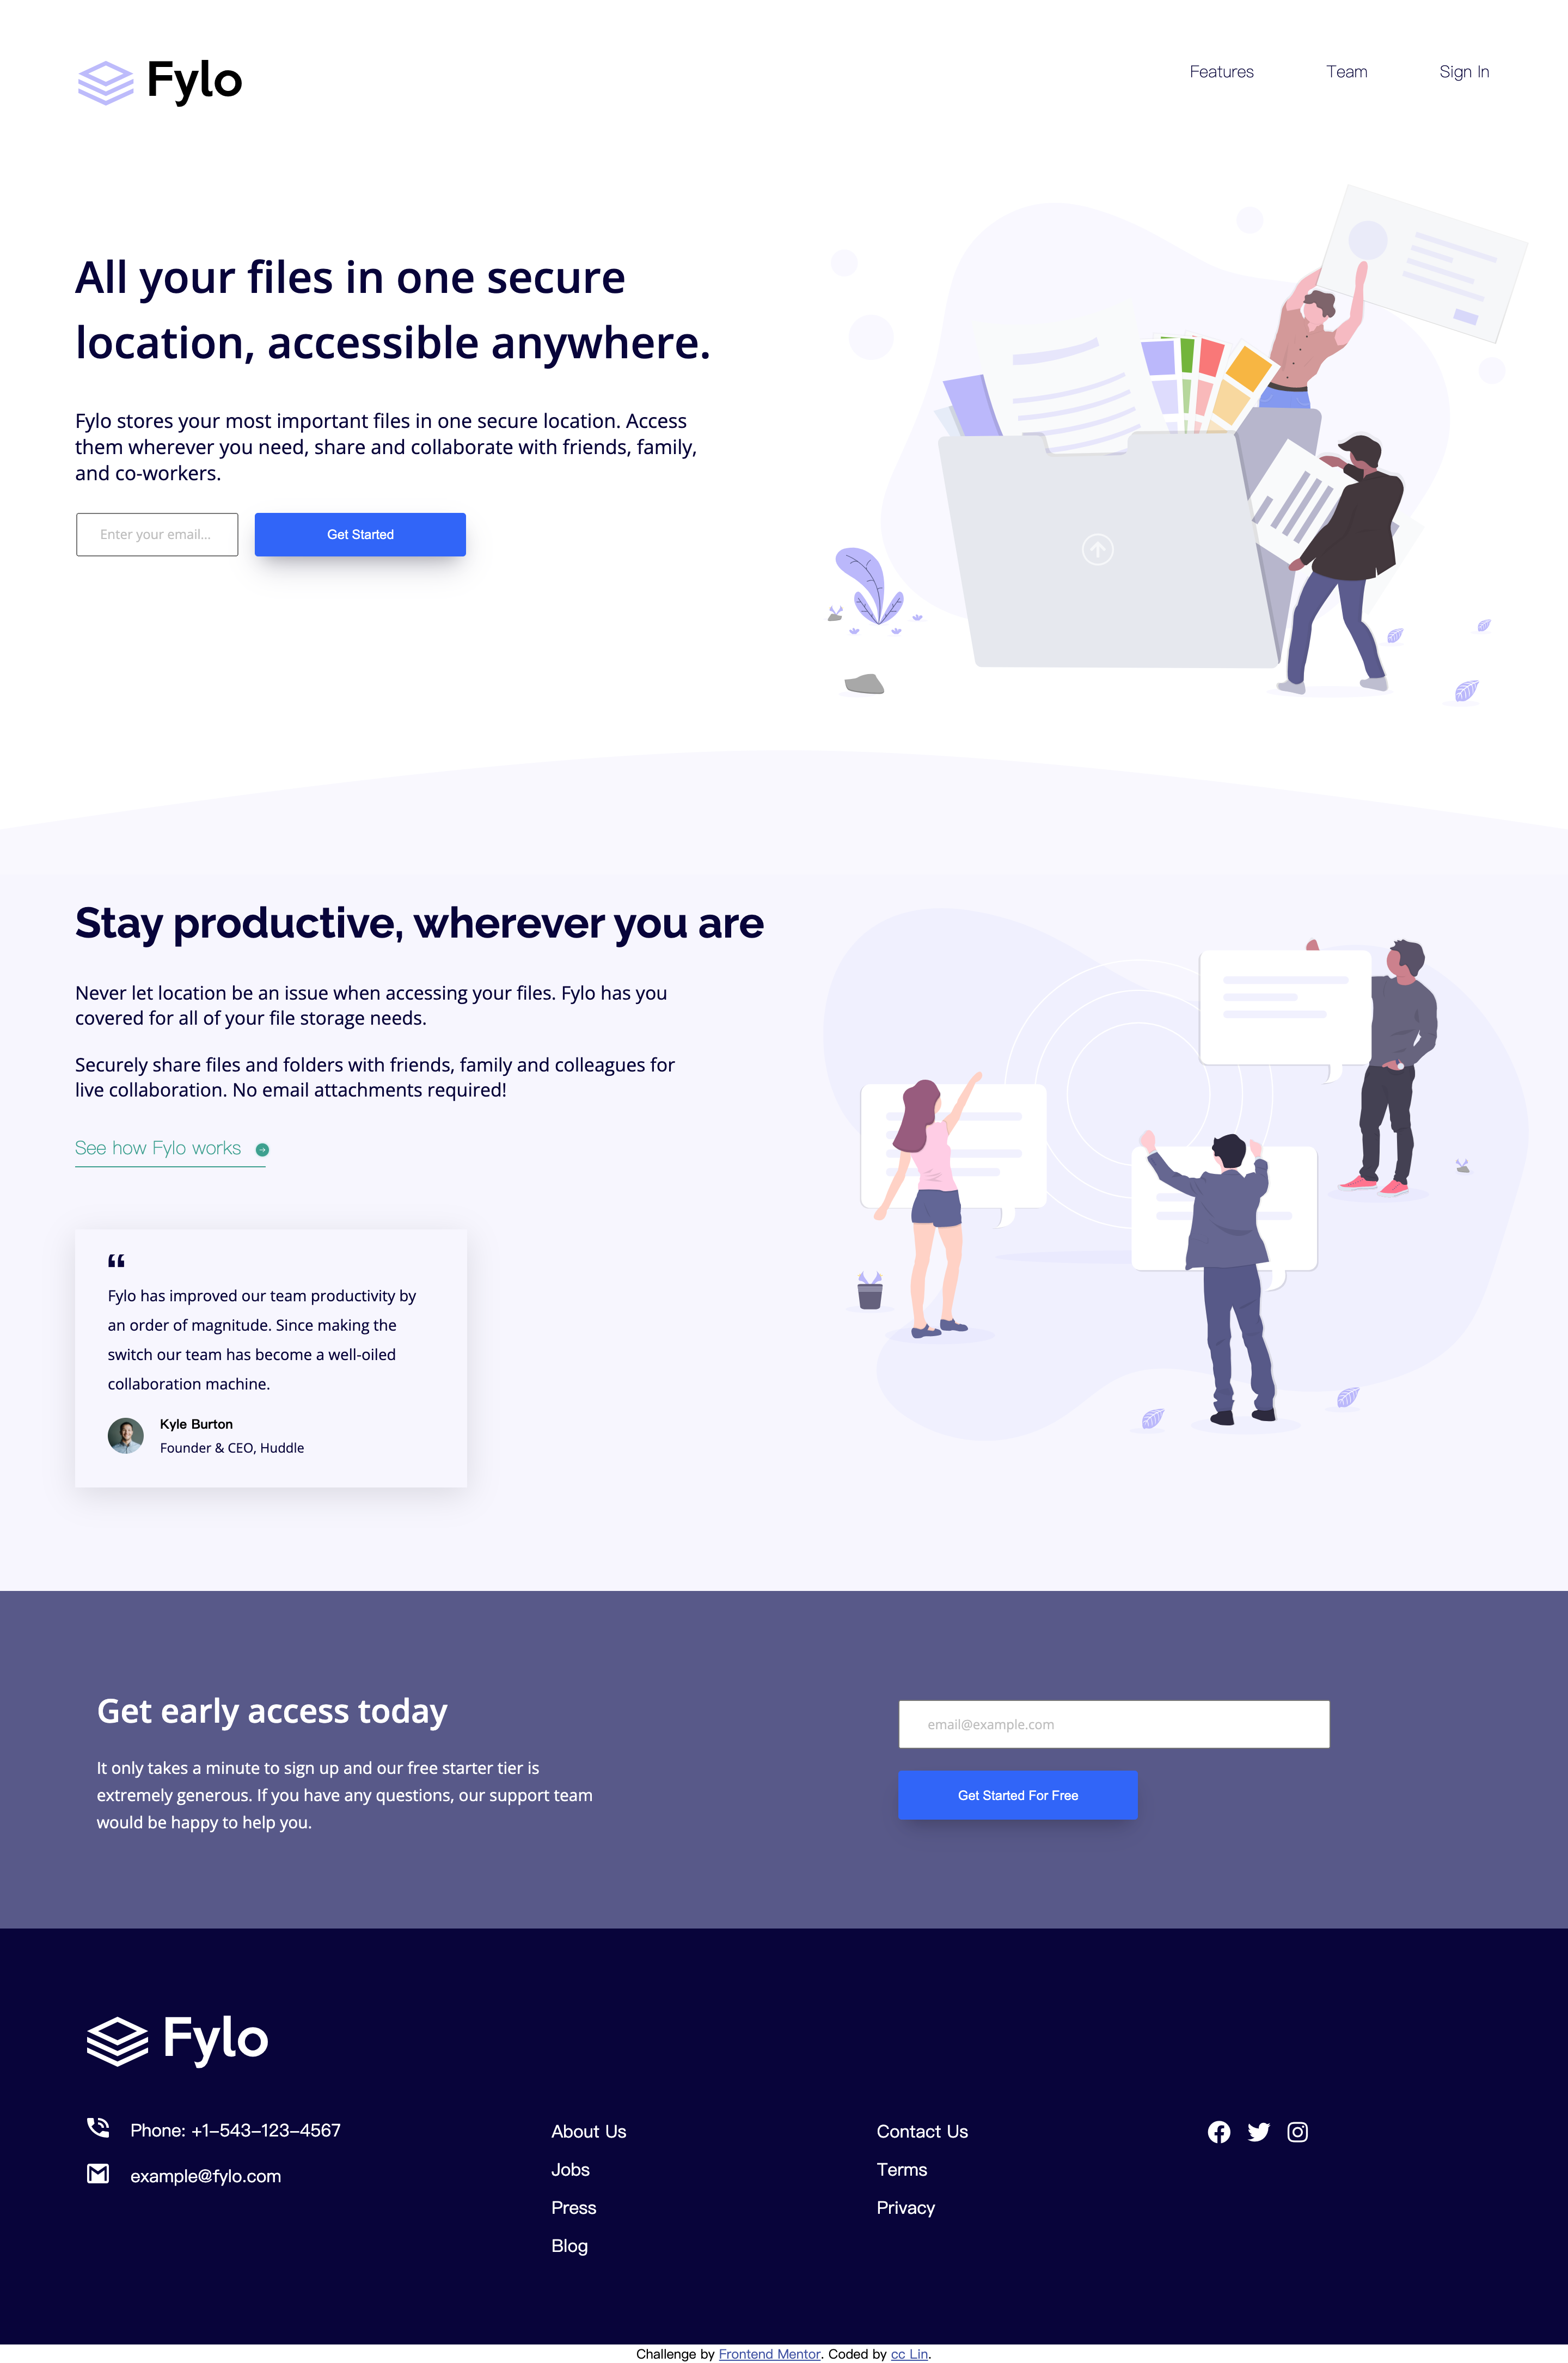 Fylo
Features
Team
Sign In
All your files in one secure
location, accessible anywhere.
Fylo stores your most important files in one secure location. Access
them wherever you need, share and collaborate with friends, family,
and co-workers.
Enter your email...
Get Started
Stay productive, wherever you are
Never let location be an issue when accessing your files. Fylo has you
covered for all of your file storage needs.
Securely share files and folders with friends, family and colleagues for
live collaboration. No email attachments required!
See how Fylo works
“
Fylo has improved our team productivity by
an order of magnitude. Since making the
switch our team has become a well-oiled
collaboration machine.
Kyle Burton
Founder & CEO, Huddle
Get early access today
It only takes a minute to sign up and our free starter tier is
extremely generous. If you have any questions, our support team
would be happy to help you.
email@example.com
Get Started For Free
Fylo
Phone: +1-543-123-4567
example@fylo.com
About Us
Jobs
Press
Blog
Contact Us
Terms
Privacy
Challenge by Frontend Mentor. Coded by cc Lin.